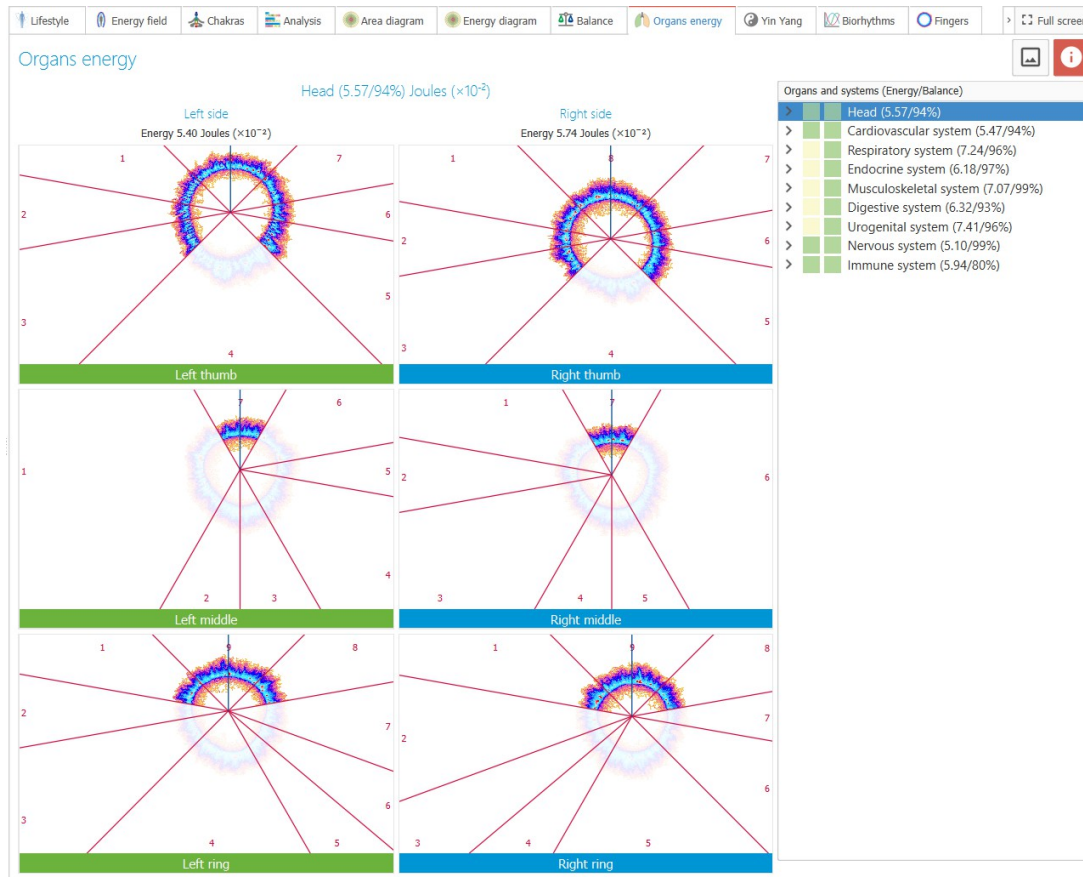 Lifestyle
Energy field
Chakras
Analysis
Area diagram
Energy diagram
Balance
Organs energy
Yin Yang
Biorhythms
Fingers
Full screen
Organs energy
Head (5.57/94%) Joules (×10⁻²)
Left side
Right side
Energy 5.40 Joules (×10⁻²)
Energy 5.74 Joules (×10⁻²)
1
7
2
6
5
3
4
Left thumb
1
8
7
2
6
5
3
4
Right thumb
7
6
1
5
4
2
3
Left middle
1
7
2
6
3
4
5
Right middle
1
9
8
2
7
6
3
4
5
Left ring
1
9
8
2
7
6
3
4
5
Right ring
Organs and systems (Energy/Balance)
Head (5.57/94%)
Cardiovascular system (5.47/94%)
Respiratory system (7.24/96%)
Endocrine system (6.18/97%)
Musculoskeletal system (7.07/99%)
Digestive system (6.32/93%)
Urogenital system (7.41/96%)
Nervous system (5.10/99%)
Immune system (5.94/80%)